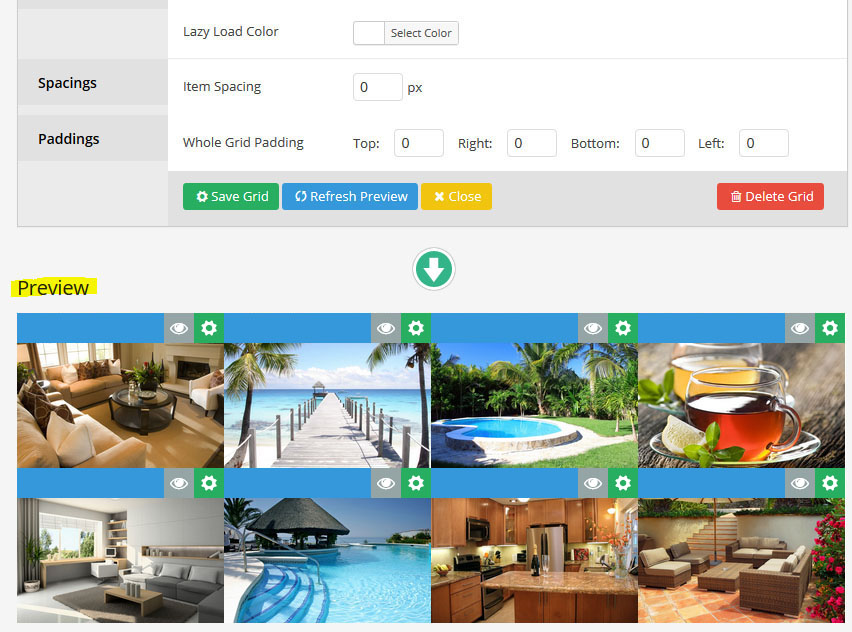 Lazy Load Color Select Color
Spacings Item Spacing 0 px
Paddings Whole Grid Padding Top: 0 Right: 0 Bottom: 0 Left: 0
Save Grid Refresh Preview Close Delete Grid
Preview